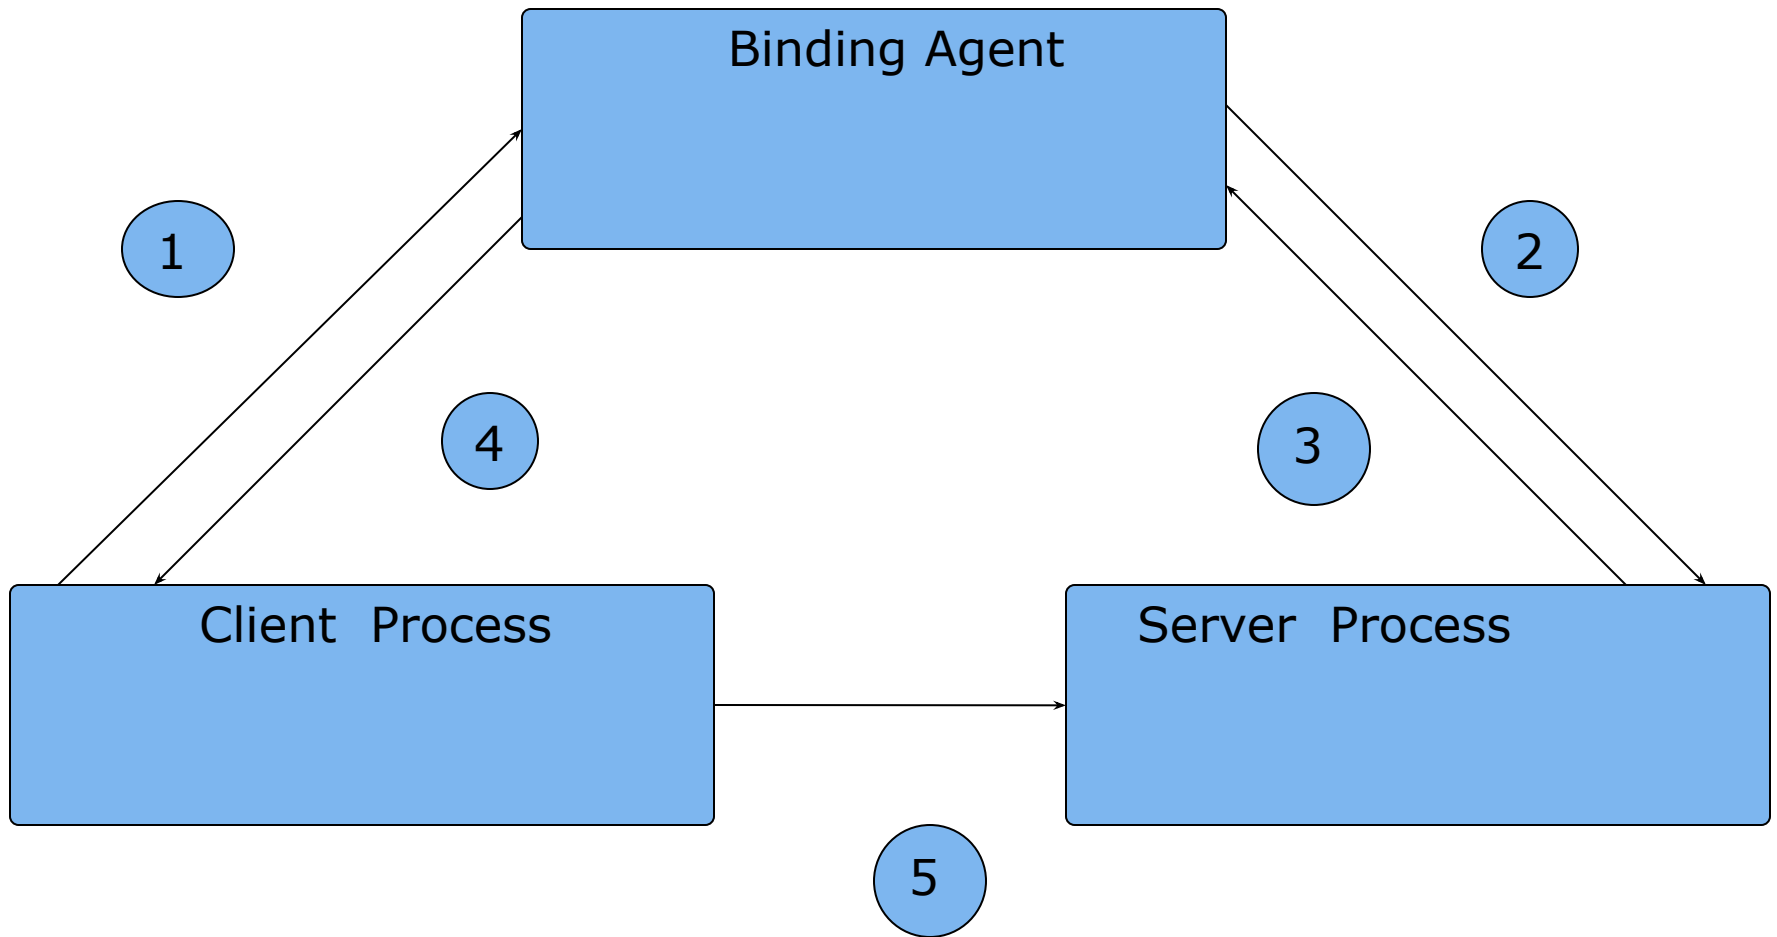 Binding Agent
1
2
4
3
Client  Process
Server  Process
5